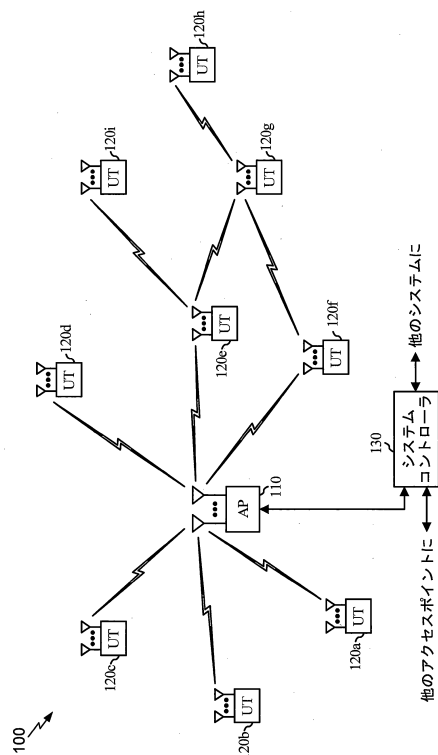 100
120h
UT
120i
UT
120g
UT
120d
UT
120e
UT
120f
UT
110
AP
120c
UT
120b
UT
120a
UT
130
システム
コントローラ
他のシステムに
他のアクセスポイントに